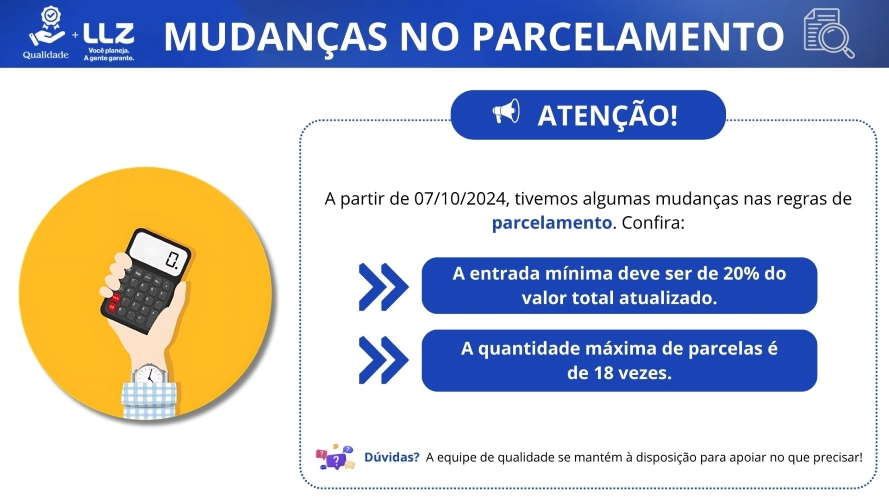 Qualidade
+
LLZ
Você planeja.
A gente garante.
MUDANÇAS NO PARCELAMENTO
ATENÇÃO!
A partir de 07/10/2024, tivemos algumas mudanças nas regras de
parcelamento. Confira:
A entrada mínima deve ser de 20% do
valor total atualizado.
A quantidade máxima de parcelas é
de 18 vezes.
0.
Dúvidas? A equipe de qualidade se mantém à disposição para apoiar no que precisar!